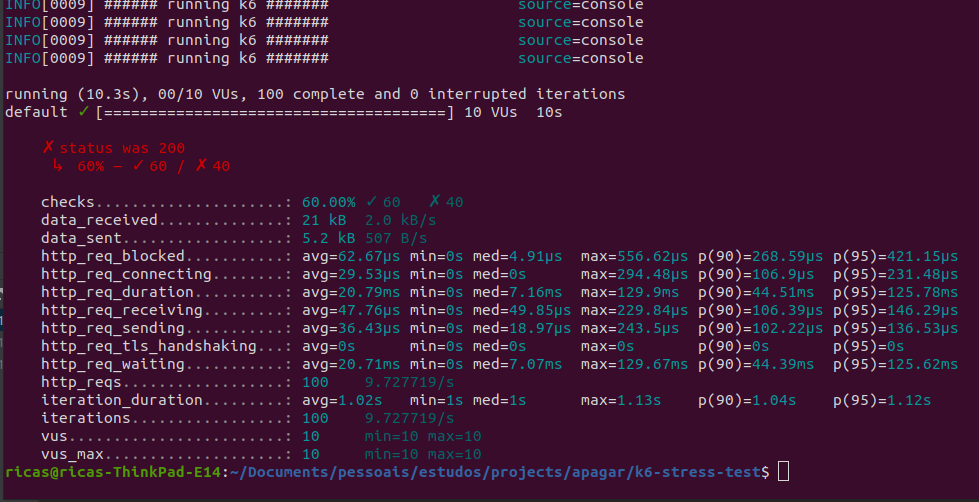 INFO[0009] ###### running k6 ####### source=console
INFO[0009] ###### running k6 ####### source=console
INFO[0009] ###### running k6 ####### source=console
INFO[0009] ###### running k6 ####### source=console
running (10.3s), 00/10 VUs, 100 complete and 0 interrupted iterations
default ✓ [======================================] 10 VUs  10s
✗ status was 200
↳  60% — ✓ 60 / ✗ 40
checks.....................: 60.00% ✓ 60   ✗ 40
data_received..............: 21 kB  2.0 kB/s
data_sent..................: 5.2 kB 507 B/s
http_req_blocked...........: avg=62.67µs min=0s med=4.91µs  max=556.62µs p(90)=268.59µs p(95)=421.15µs
http_req_connecting........: avg=29.53µs min=0s med=0s      max=294.48µs p(90)=106.9µs  p(95)=231.48µs
http_req_duration..........: avg=20.79ms min=0s med=7.16ms  max=129.9ms  p(90)=44.51ms  p(95)=125.78ms
http_req_receiving.........: avg=47.76µs min=0s med=49.85µs max=229.84µs p(90)=106.39µs p(95)=146.29µs
http_req_sending...........: avg=36.43µs min=0s med=18.97µs max=243.5µs  p(90)=102.22µs p(95)=136.53µs
http_req_tls_handshaking...: avg=0s      min=0s med=0s      max=0s       p(90)=0s       p(95)=0s
http_req_waiting...........: avg=20.71ms min=0s med=7.07ms  max=129.67ms p(90)=44.39ms  p(95)=125.62ms
http_reqs..................: 100    9.727719/s
iteration_duration.........: avg=1.02s   min=1s med=1s      max=1.13s    p(90)=1.04s    p(95)=1.12s
iterations.................: 100    9.727719/s
vus........................: 10     min=10 max=10
vus_max....................: 10     min=10 max=10
ricas@ricas-ThinkPad-E14:~/Documents/pessoais/estudos/projects/apagar/k6-stress-test$